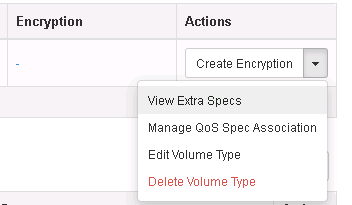 Encryption Actions
- Create Encryption
View Extra Specs
Manage QoS Spec Association
Edit Volume Type
Delete Volume Type